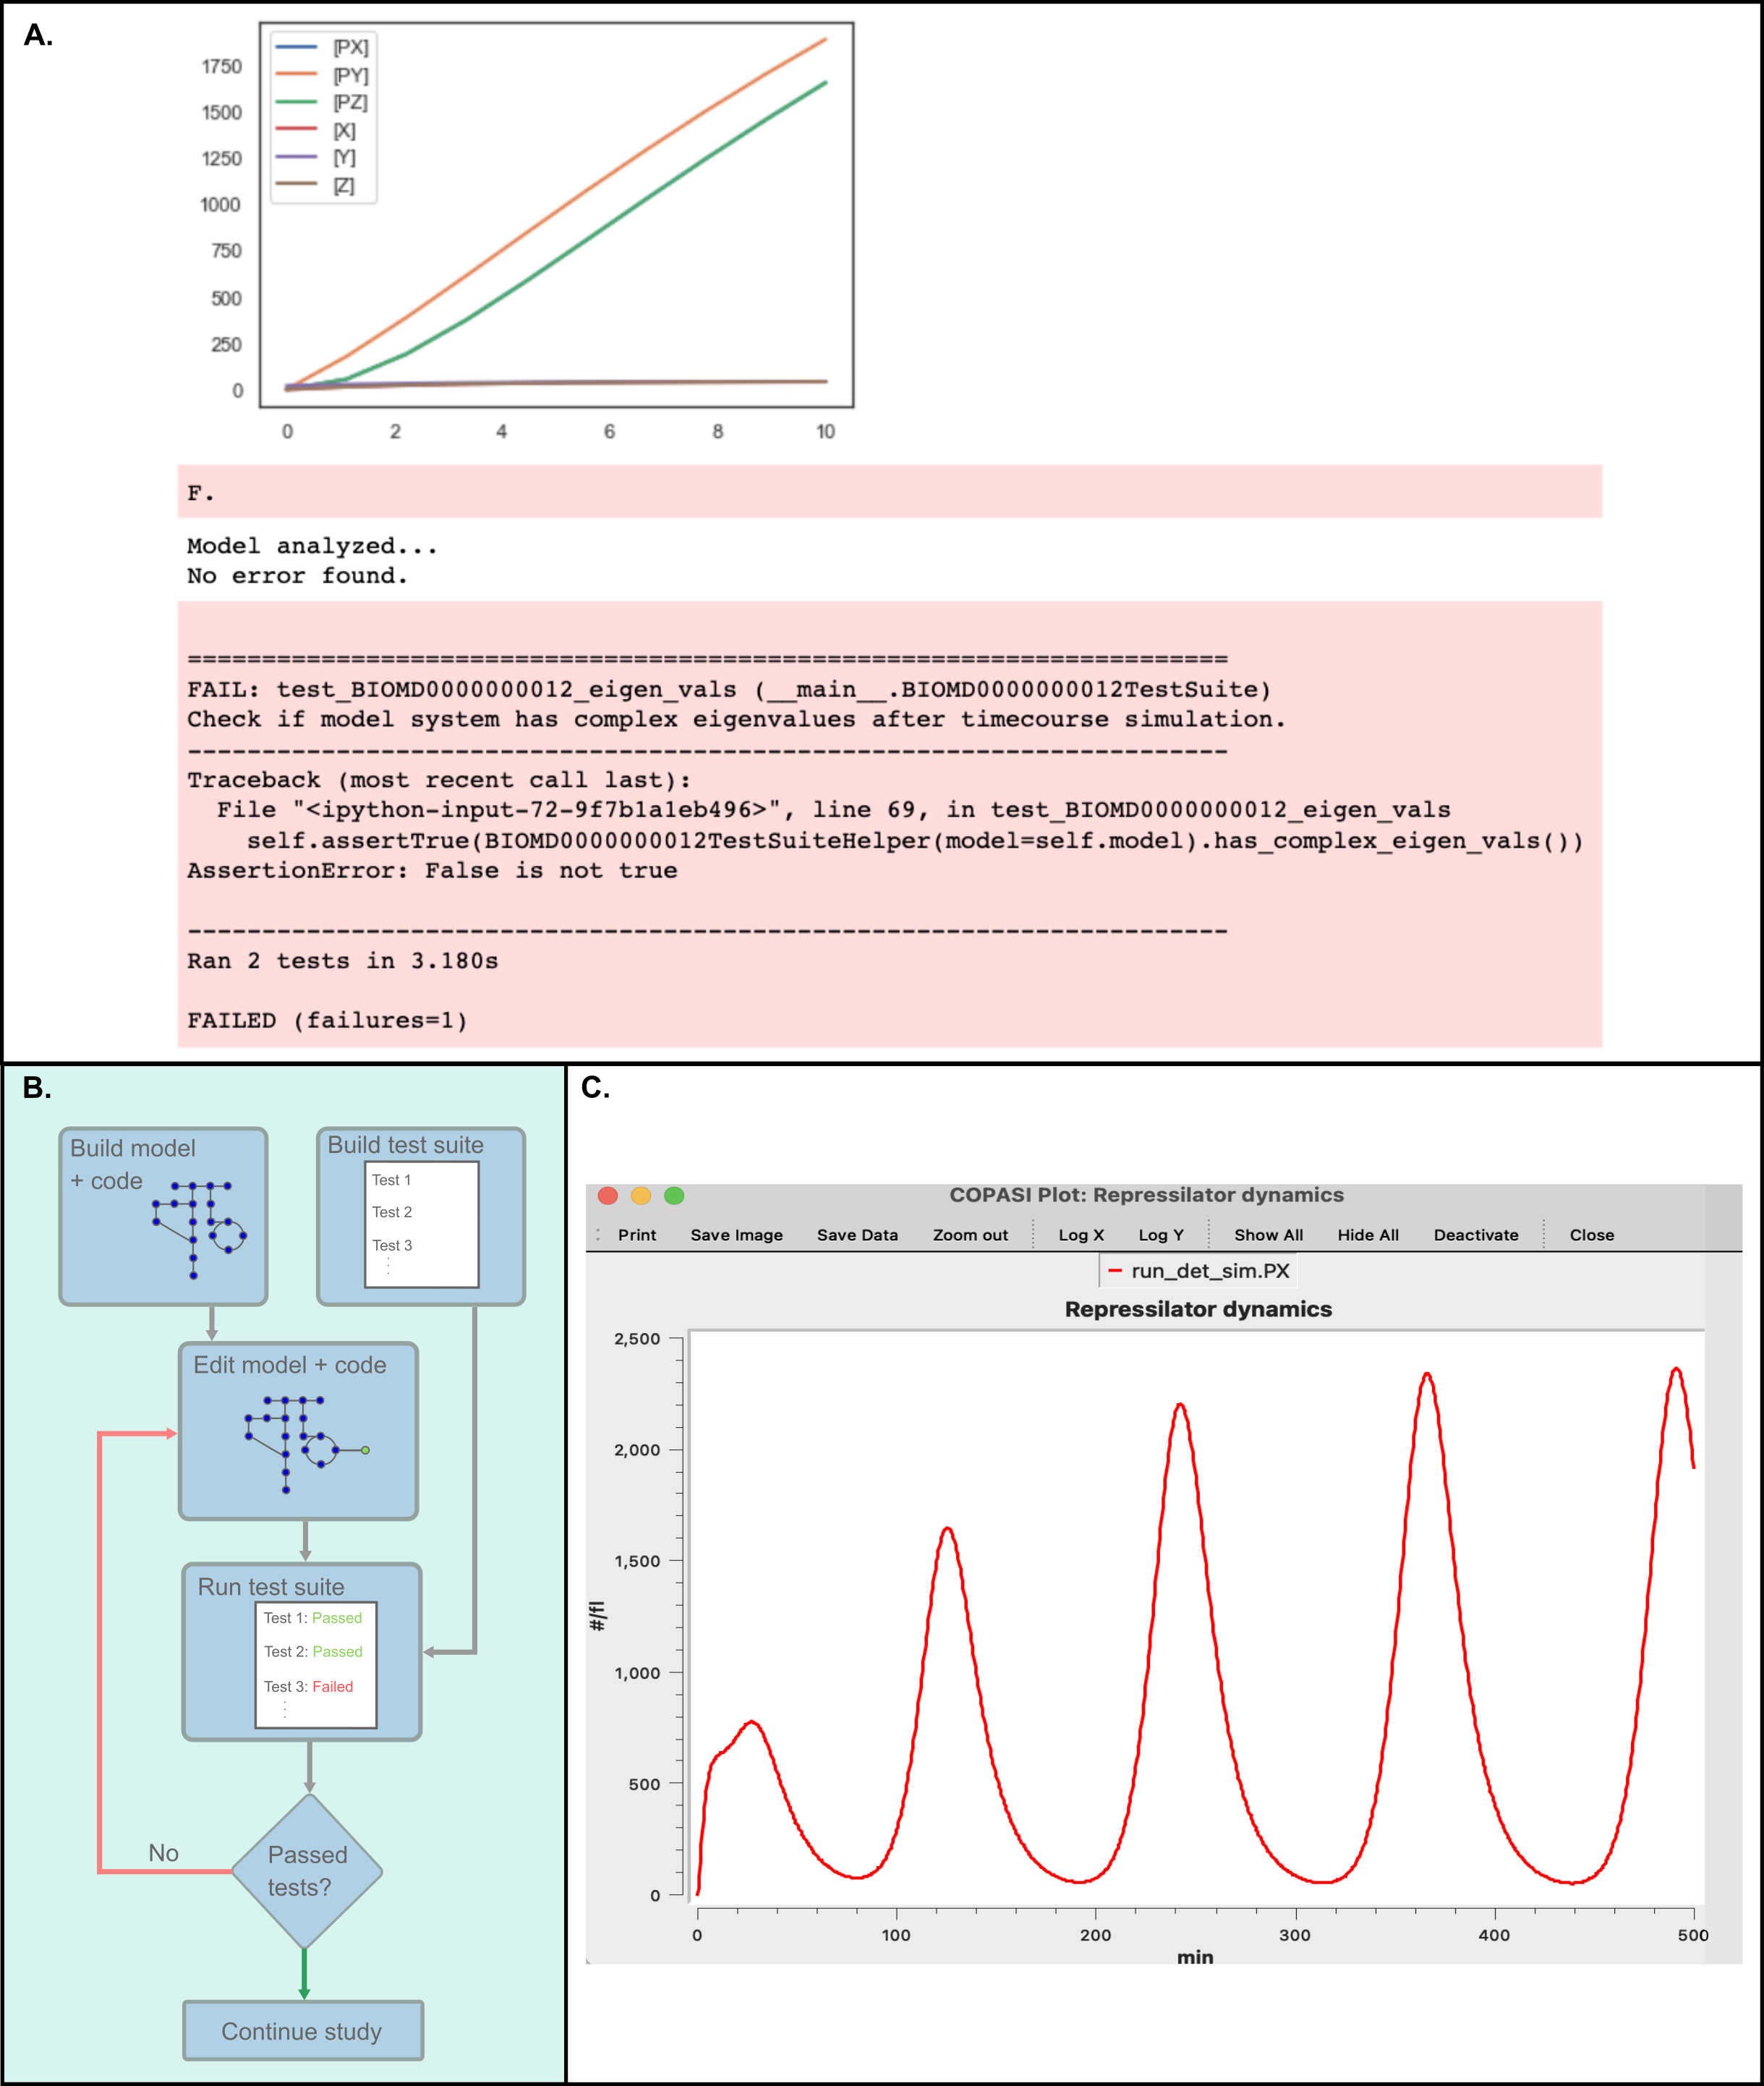 A.
[PX]
[PY]
[PZ]
[X]
[Y]
[Z]
1750
1500
1250
1000
750
500
250
0
0 2 4 6 8 10
F.
Model analyzed...
No error found.
======================================================================
FAIL: test_BIOMD0000000012_eigen_vals (__main__.BIOMD0000000012TestSuite)
Check if model system has complex eigenvalues after timecourse simulation.
----------------------------------------------------------------------
Traceback (most recent call last):
File "<ipython-input-72-9f7b1a1eb496>", line 69, in test_BIOMD0000000012_eigen_vals
self.assertTrue(BIOMD0000000012TestSuiteHelper(model=self.model).has_complex_eigen_vals())
AssertionError: False is not true
----------------------------------------------------------------------
Ran 2 tests in 3.180s
FAILED (failures=1)
B.
Build model
+ code
Build test suite
Test 1
Test 2
Test 3
Edit model + code
Run test suite
Test 1: Passed
Test 2: Passed
Test 3: Failed
Passed
tests?
No
Continue study
C.
COPASI Plot: Repressilator dynamics
Print Save Image Save Data Zoom out Log X Log Y Show All Hide All Deactivate Close
run_det_sim.PX
Repressilator dynamics
2,500
2,000
1,500
1,000
500
0
#/fl
0 100 200 300 400 500
min